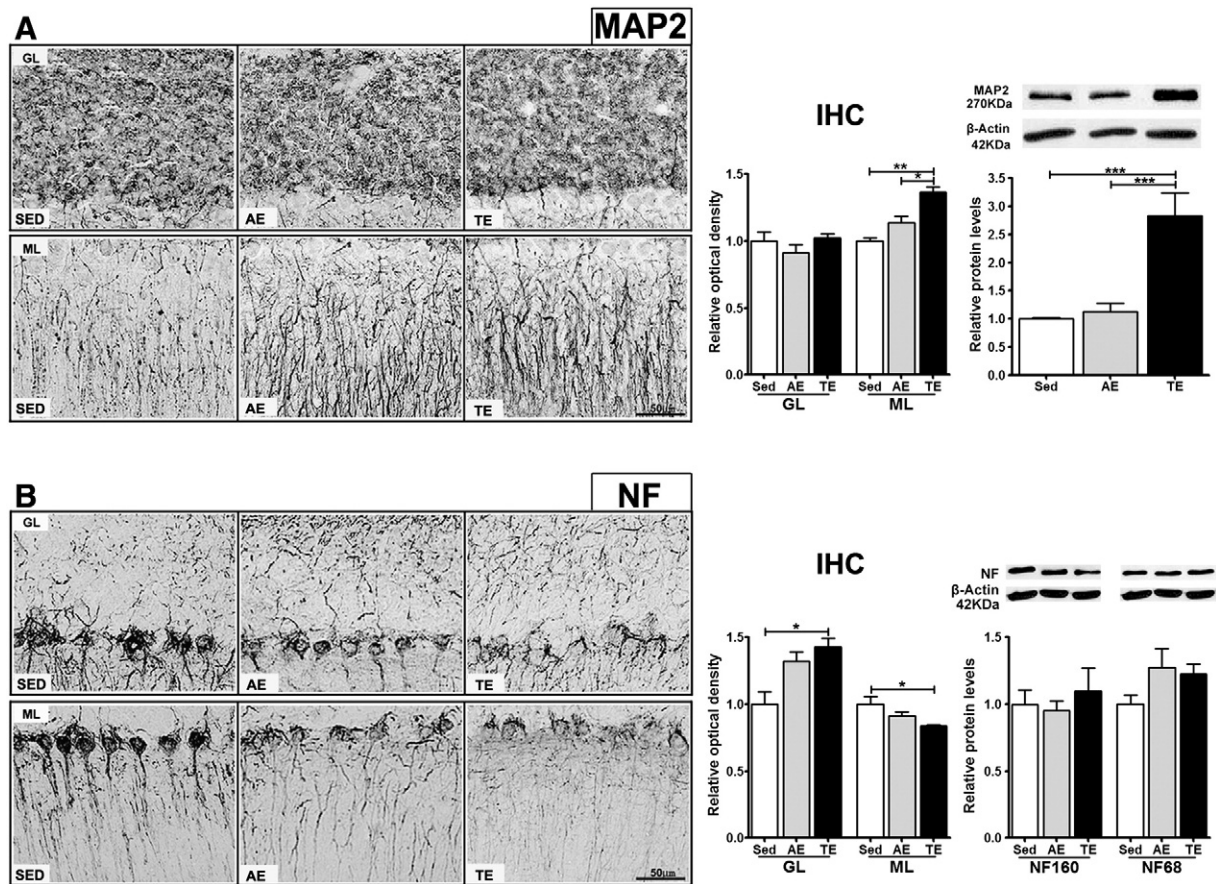 A
MAP2
GL
SED
AE
TE
ML
SED
AE
TE
50µm
IHC
Relative optical density
1.5
1.0
0.5
0.0
**
*
Sed AE TE Sed AE TE
GL ML
MAP2
270KDa
β-Actin
42KDa
Relative protein levels
3.5
3.0
2.5
2.0
1.5
1.0
0.5
0.0
***
***
Sed AE TE
B
NF
GL
SED
AE
TE
ML
SED
AE
TE
50µm
IHC
Relative optical density
1.5
1.0
0.5
0.0
*
*
Sed AE TE Sed AE TE
GL ML
NF
β-Actin
42KDa
Relative protein levels
1.5
1.0
0.5
0.0
Sed AE TE Sed AE TE
NF160 NF68